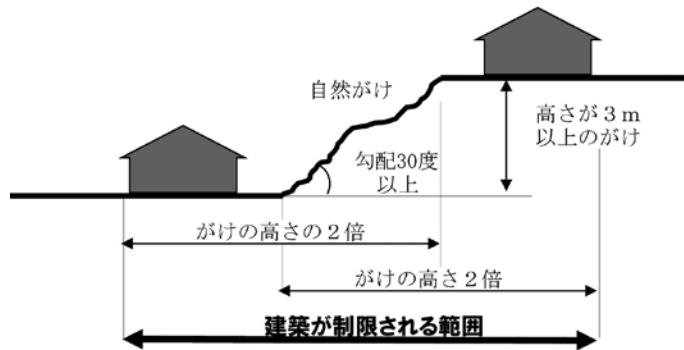 自然がけ
高さが３ｍ
以上のがけ
勾配30度
以上
がけの高さの２倍
がけの高さ２倍
建築が制限される範囲